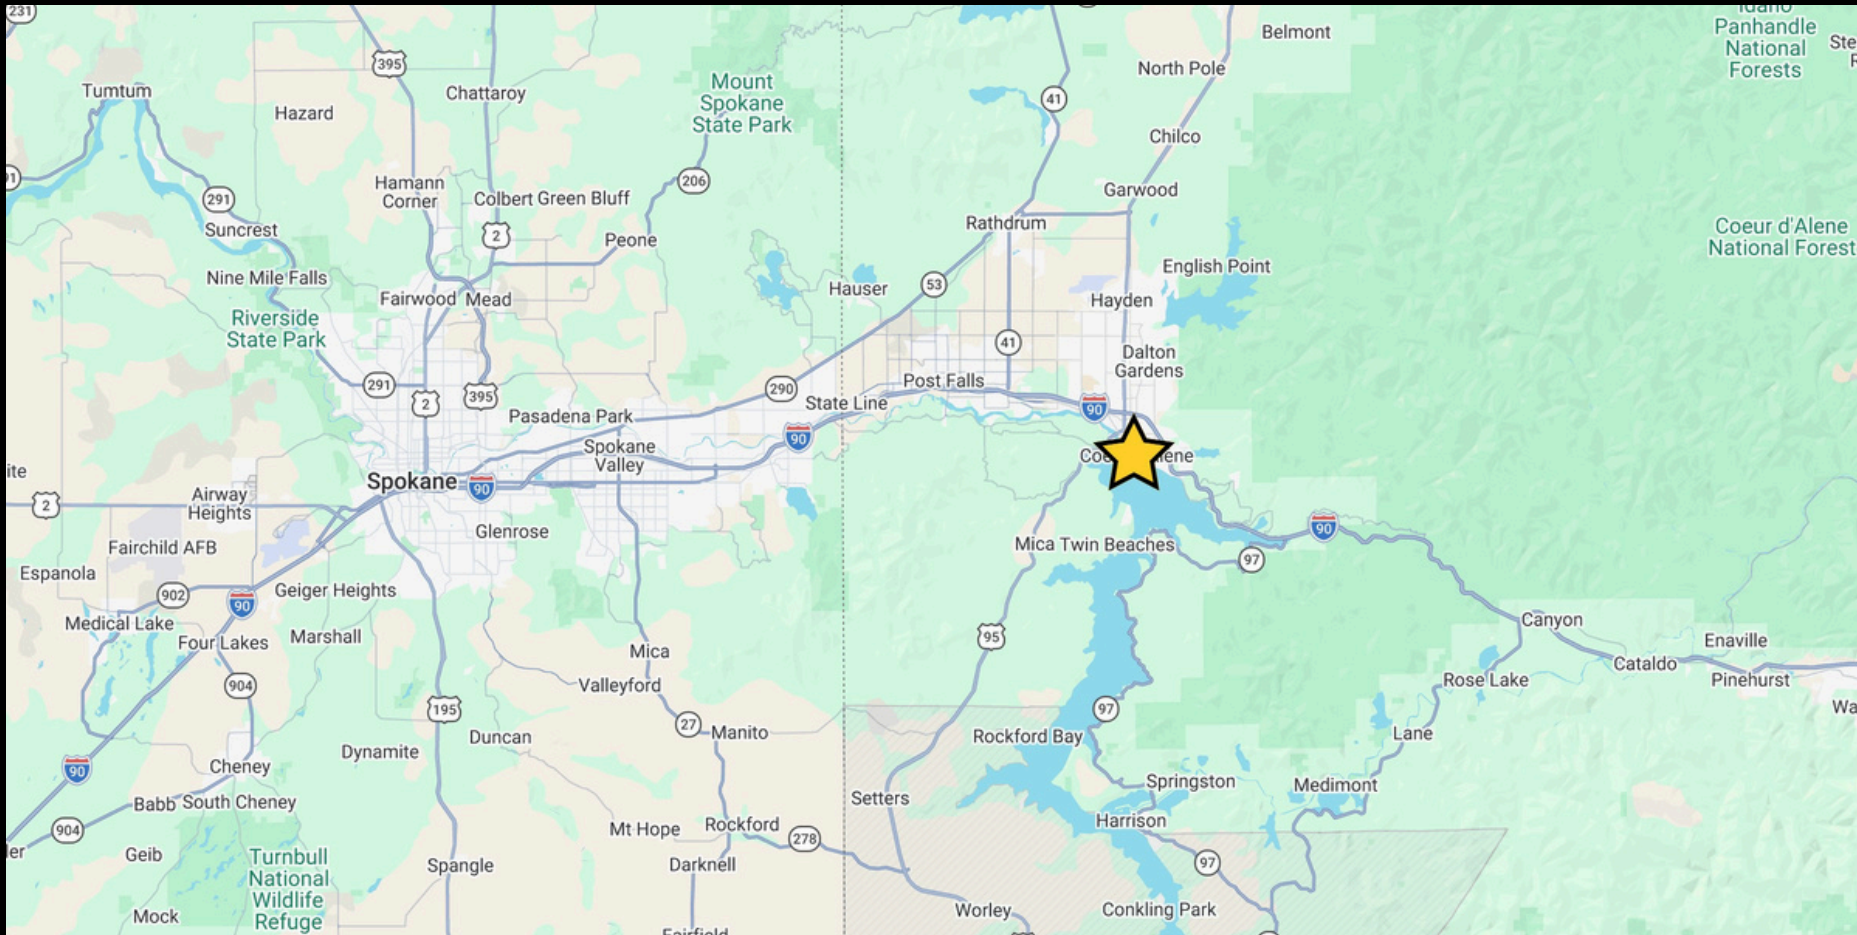 231
Idaho
Panhandle
National
Forests
Belmont
395
North Pole
Tumtum
Chattaroy
Mount
Spokane
State Park
41
Hazard
Chilco
206
Hamann
Corner
Colbert Green Bluff
Garwood
291
Suncrest
2
Peone
Rathdrum
Coeur d'Alene
National Forest
Nine Mile Falls
Fairwood
Mead
Hauser
53
English Point
Hayden
Riverside
State Park
41
Dalton
Gardens
291
2
395
290
Post Falls
State Line
90
Pasadena Park
90
Spokane
Valley
Spokane
90
2
Airway
Heights
Glenrose
90
Fairchild AFB
Mica
Twin Beaches
97
Espanola
902
90
Geiger Heights
Medical Lake
Four Lakes
Marshall
95
Canyon
Enaville
Mica
Cataldo
Rose Lake
Pinehurst
904
Valleyford
195
27
Manito
97
Duncan
Rockford Bay
Lane
Dynamite
90
Cheney
Springston
Medimont
Babb
South Cheney
Setters
Harrison
904
Mt Hope
Rockford
278
Geib
Spangle
Darknell
97
Turnbull
National
Wildlife
Refuge
Mock
Worley
Conkling Park
Fairfield